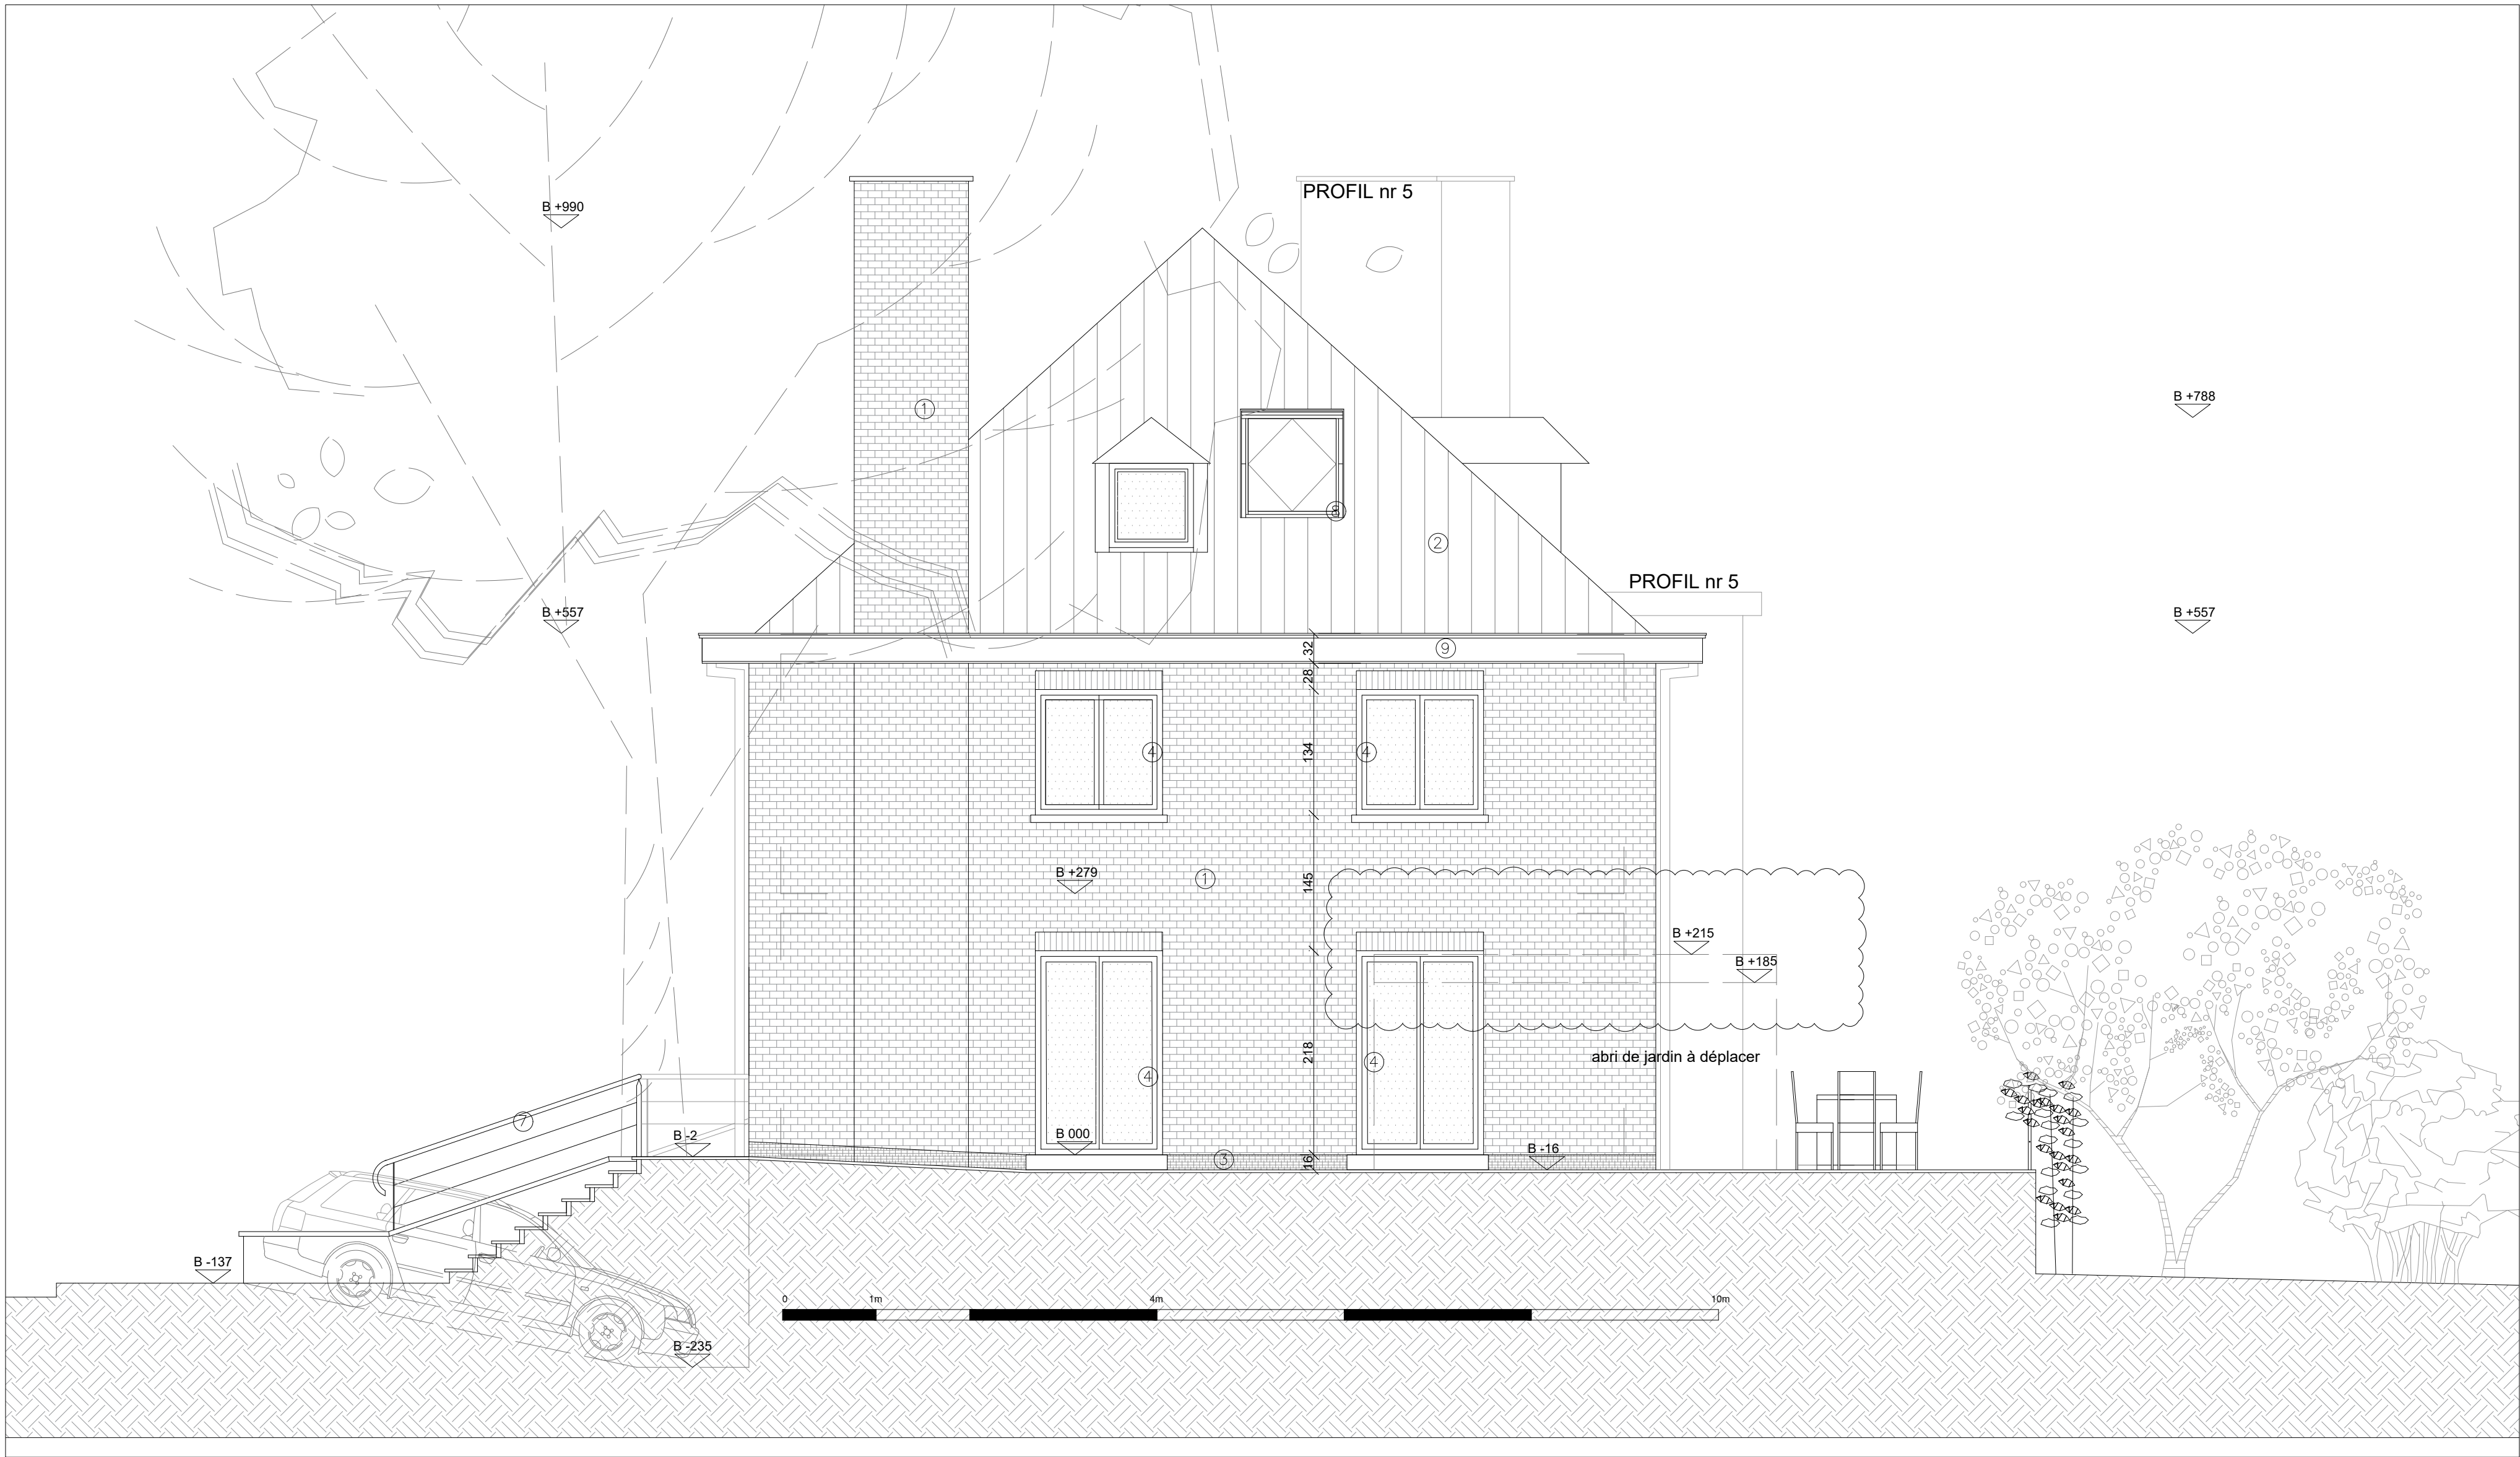 PROFIL nr 5
B +990
B +788
1
8
2
PROFIL nr 5
B +557
B +557
32
9
28
134
4
4
B +279
1
145
B +215
B +185
218
abri de jardin à déplacer
4
4
7
B -2
B 000
3
16
B -16
B -137
0
1m
4m
10m
B -235